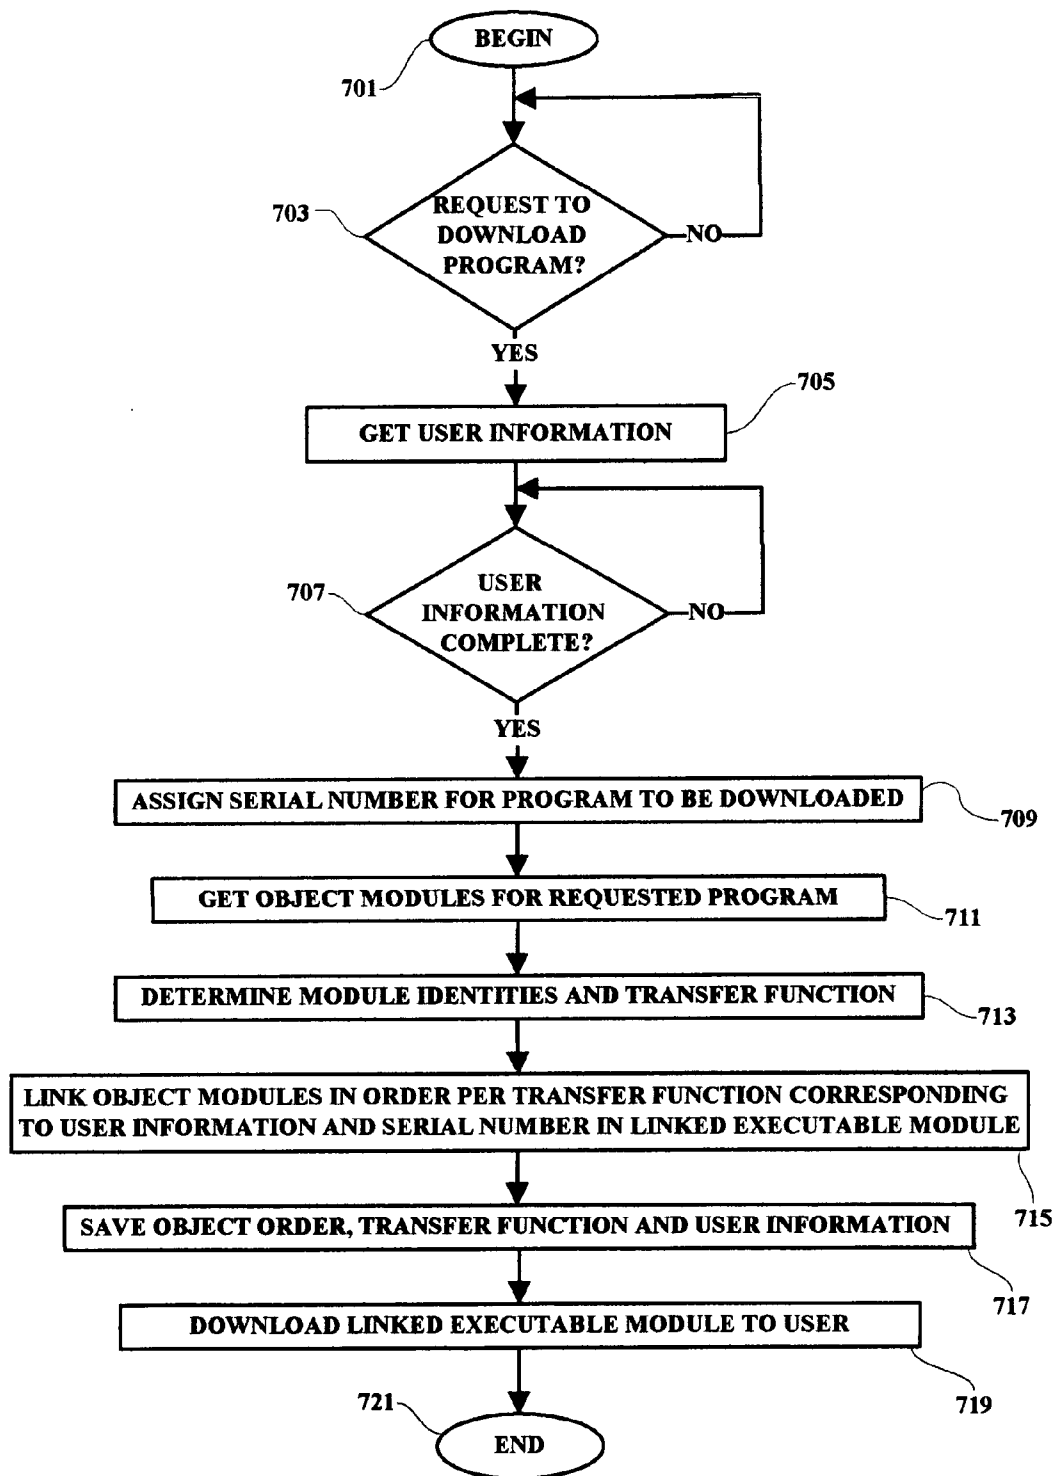 BEGIN
701
REQUEST TO
DOWNLOAD
PROGRAM?
703
NO
YES
705
GET USER INFORMATION
USER
INFORMATION
COMPLETE?
707
NO
YES
ASSIGN SERIAL NUMBER FOR PROGRAM TO BE DOWNLOADED
709
GET OBJECT MODULES FOR REQUESTED PROGRAM
711
DETERMINE MODULE IDENTITIES AND TRANSFER FUNCTION
713
LINK OBJECT MODULES IN ORDER PER TRANSFER FUNCTION CORRESPONDING
TO USER INFORMATION AND SERIAL NUMBER IN LINKED EXECUTABLE MODULE
715
SAVE OBJECT ORDER, TRANSFER FUNCTION AND USER INFORMATION
717
DOWNLOAD LINKED EXECUTABLE MODULE TO USER
719
721
END